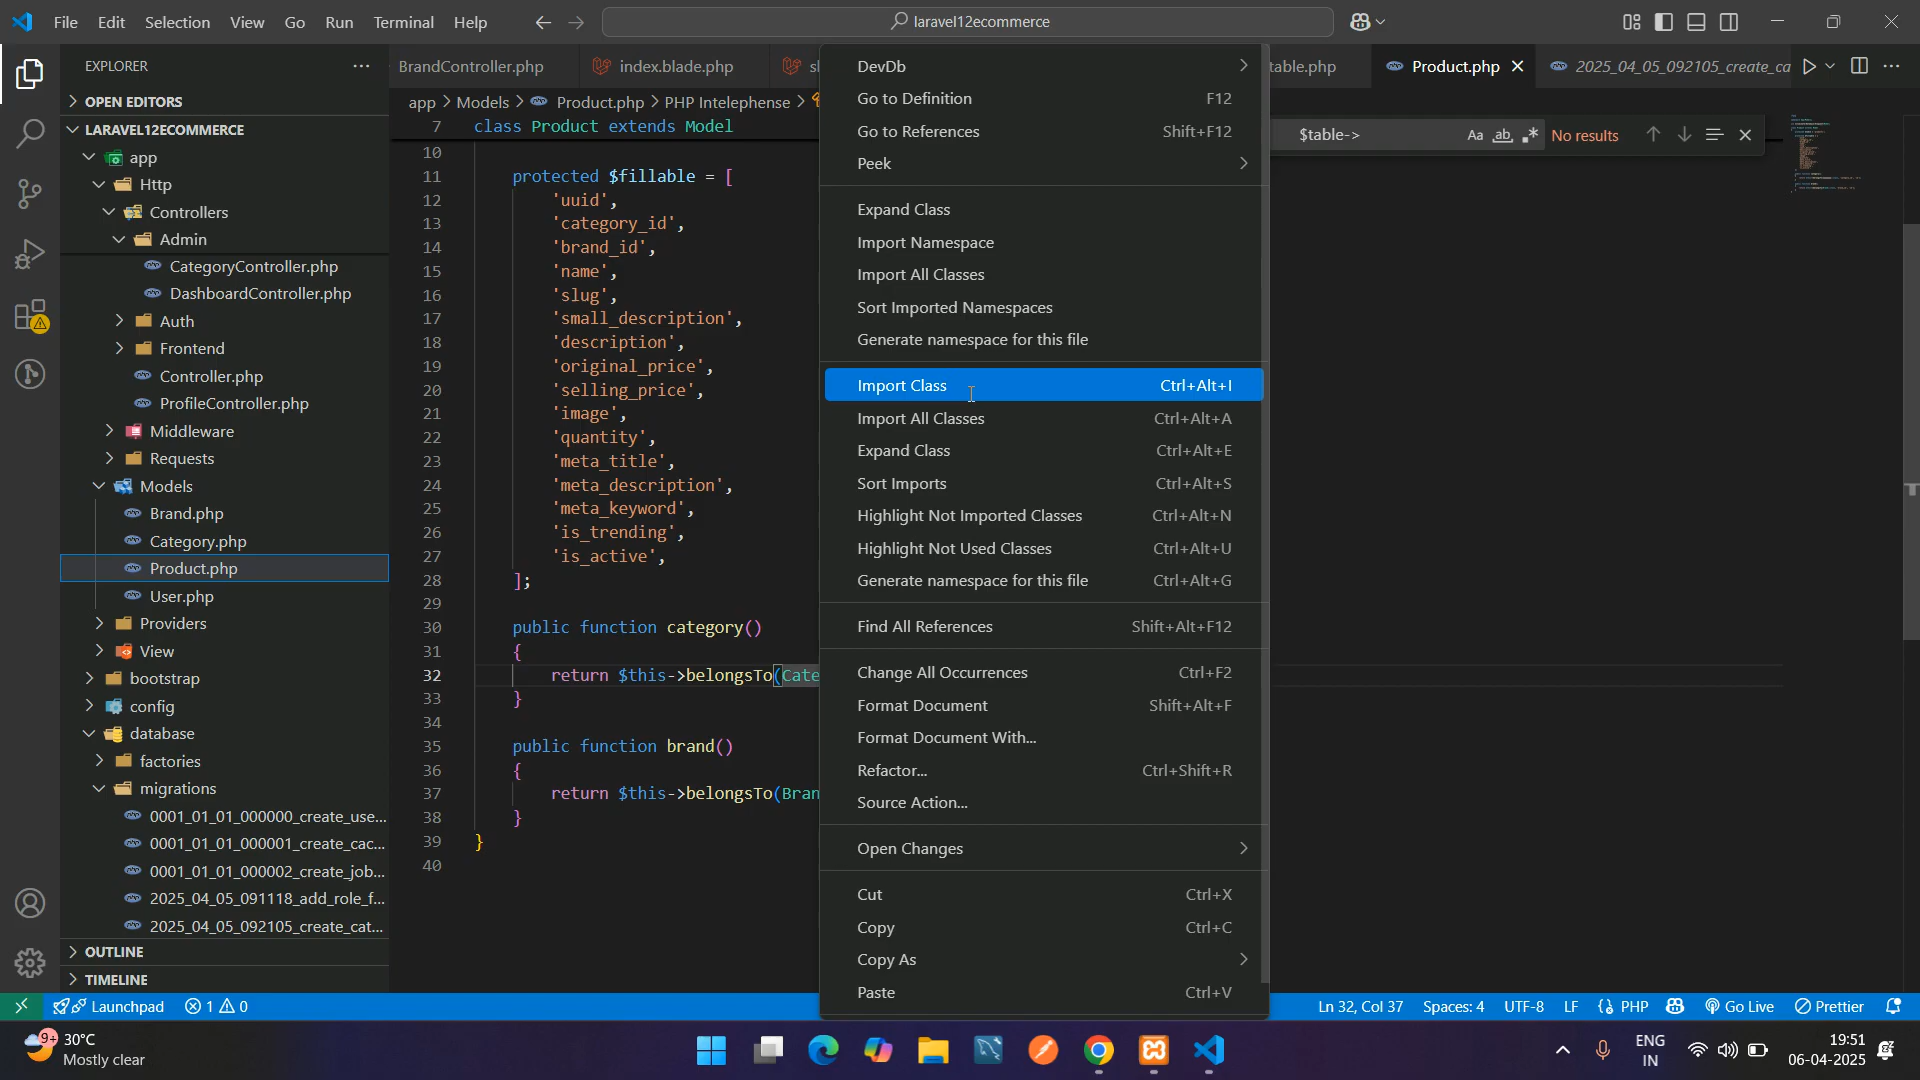 File Edit Selection View Go Run Terminal Help
laravel12ecommerce
EXPLORER
OPEN EDITORS
LARAVEL12ECOMMERCE
app
Http
Controllers
Admin
CategoryController.php
DashboardController.php
Auth
Frontend
Controller.php
ProfileController.php
Middleware
Requests
Models
Brand.php
Category.php
Product.php
User.php
Providers
View
bootstrap
config
database
factories
migrations
0001_01_01_000000_create_use...
0001_01_01_000001_create_cac...
0001_01_01_000002_create_job...
2025_04_05_091118_add_role_f...
2025_04_05_092105_create_cat...
OUTLINE
TIMELINE
BrandController.php
index.blade.php
table.php
Product.php
2025_04_05_092105_create_ca
app > Models > Product.php > PHP Intelephense >
$table->
Aa ab No results
7 class Product extends Model
10
11 protected $fillable = [
12 'uuid',
13 'category_id',
14 'brand_id',
15 'name',
16 'slug',
17 'small_description',
18 'description',
19 'original_price',
20 'selling_price',
21 'image',
22 'quantity',
23 'meta_title',
24 'meta_description',
25 'meta_keyword',
26 'is_trending',
27 'is_active',
28 ];
29
30 public function category()
31 {
32 return $this->belongsTo(Cate
33 }
34
35 public function brand()
36 {
37 return $this->belongsTo(Bran
38 }
39 }
40
DevDb
Go to Definition F12
Go to References Shift+F12
Peek
Expand Class
Import Namespace
Import All Classes
Sort Imported Namespaces
Generate namespace for this file
Import Class Ctrl+Alt+I
Import All Classes Ctrl+Alt+A
Expand Class Ctrl+Alt+E
Sort Imports Ctrl+Alt+S
Highlight Not Imported Classes Ctrl+Alt+N
Highlight Not Used Classes Ctrl+Alt+U
Generate namespace for this file Ctrl+Alt+G
Find All References Shift+Alt+F12
Change All Occurrences Ctrl+F2
Format Document Shift+Alt+F
Format Document With...
Refactor... Ctrl+Shift+R
Source Action...
Open Changes
Cut Ctrl+X
Copy Ctrl+C
Copy As
Paste Ctrl+V
Launchpad 1 0
Ln 32, Col 37 Spaces: 4 UTF-8 LF {} PHP Go Live Prettier
9+ 30°C
Mostly clear
ENG
IN
19:51
06-04-2025